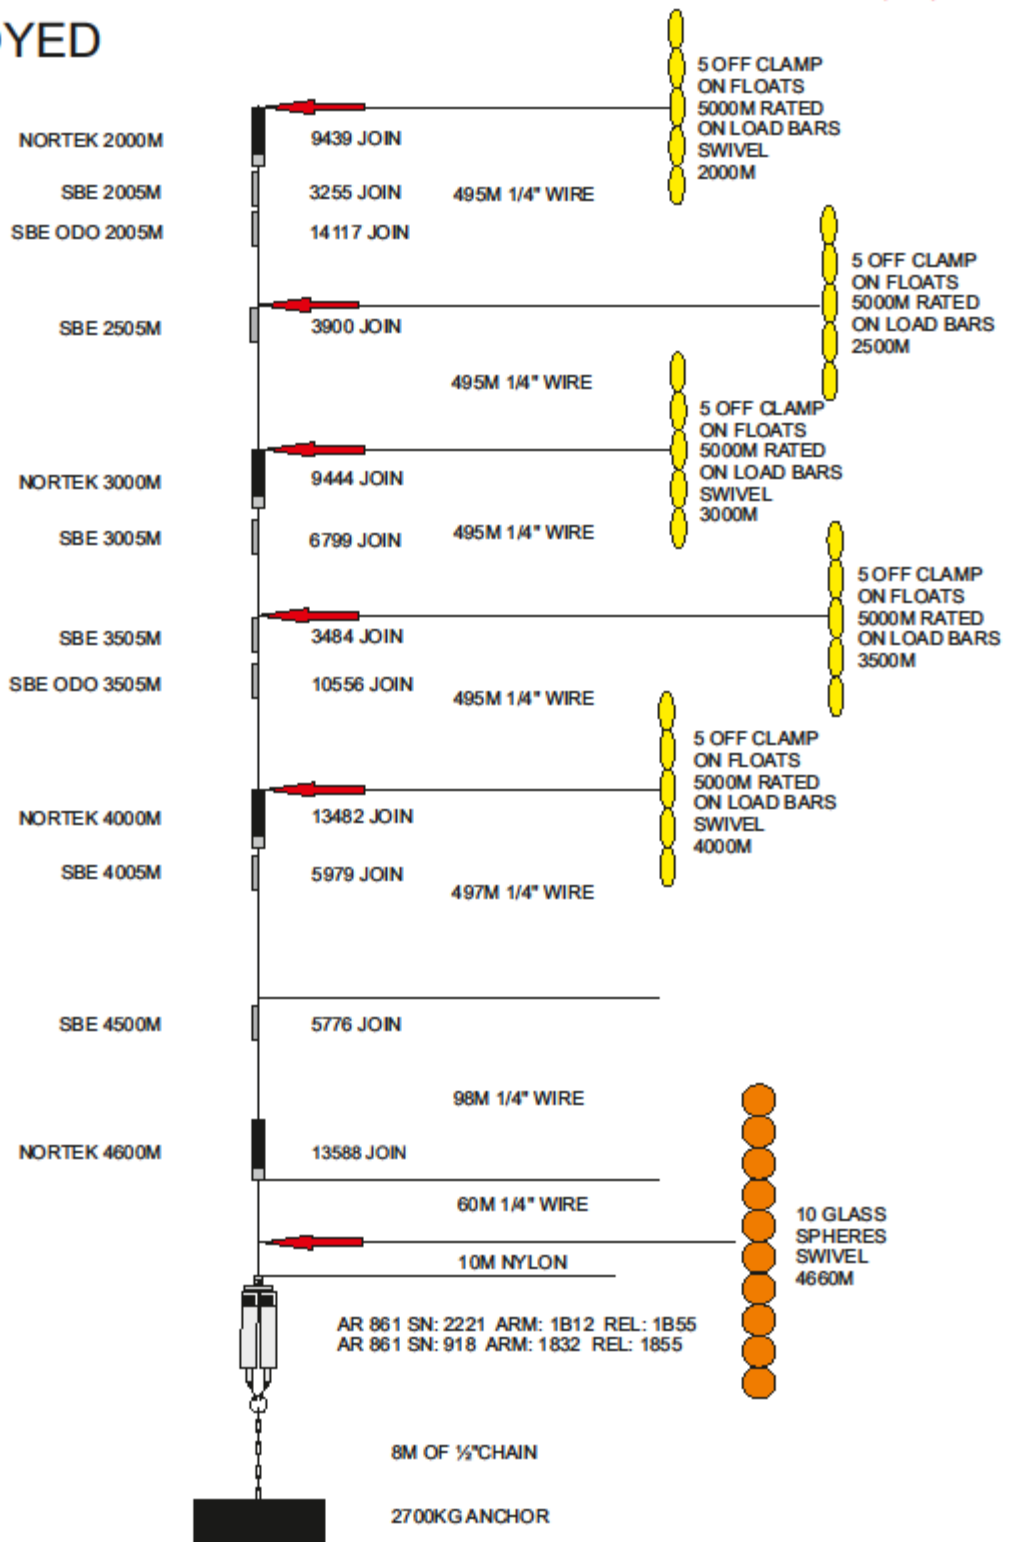 OYED
5 OFF CLAMP
ON FLOATS
5000M RATED
ON LOAD BARS
SWIVEL
2000M
NORTEK 2000M
9439 JOIN
SBE 2005M
3255 JOIN
495M 1/4" WIRE
SBE ODO 2005M
14117 JOIN
5 OFF CLAMP
ON FLOATS
5000M RATED
ON LOAD BARS
2500M
SBE 2505M
3900 JOIN
495M 1/4" WIRE
5 OFF CLAMP
ON FLOATS
5000M RATED
ON LOAD BARS
SWIVEL
3000M
NORTEK 3000M
9444 JOIN
SBE 3005M
6799 JOIN
495M 1/4" WIRE
5 OFF CLAMP
ON FLOATS
5000M RATED
ON LOAD BARS
3500M
SBE 3505M
3484 JOIN
SBE ODO 3505M
10556 JOIN
495M 1/4" WIRE
5 OFF CLAMP
ON FLOATS
5000M RATED
ON LOAD BARS
SWIVEL
4000M
NORTEK 4000M
13482 JOIN
SBE 4005M
5979 JOIN
497M 1/4" WIRE
SBE 4500M
5776 JOIN
98M 1/4" WIRE
NORTEK 4600M
13588 JOIN
60M 1/4" WIRE
10 GLASS
SPHERES
SWIVEL
4660M
10M NYLON
AR 861 SN: 2221 ARM: 1B12 REL: 1B55
AR 861 SN: 918 ARM: 1832 REL: 1855
8M OF ½"CHAIN
2700KG ANCHOR